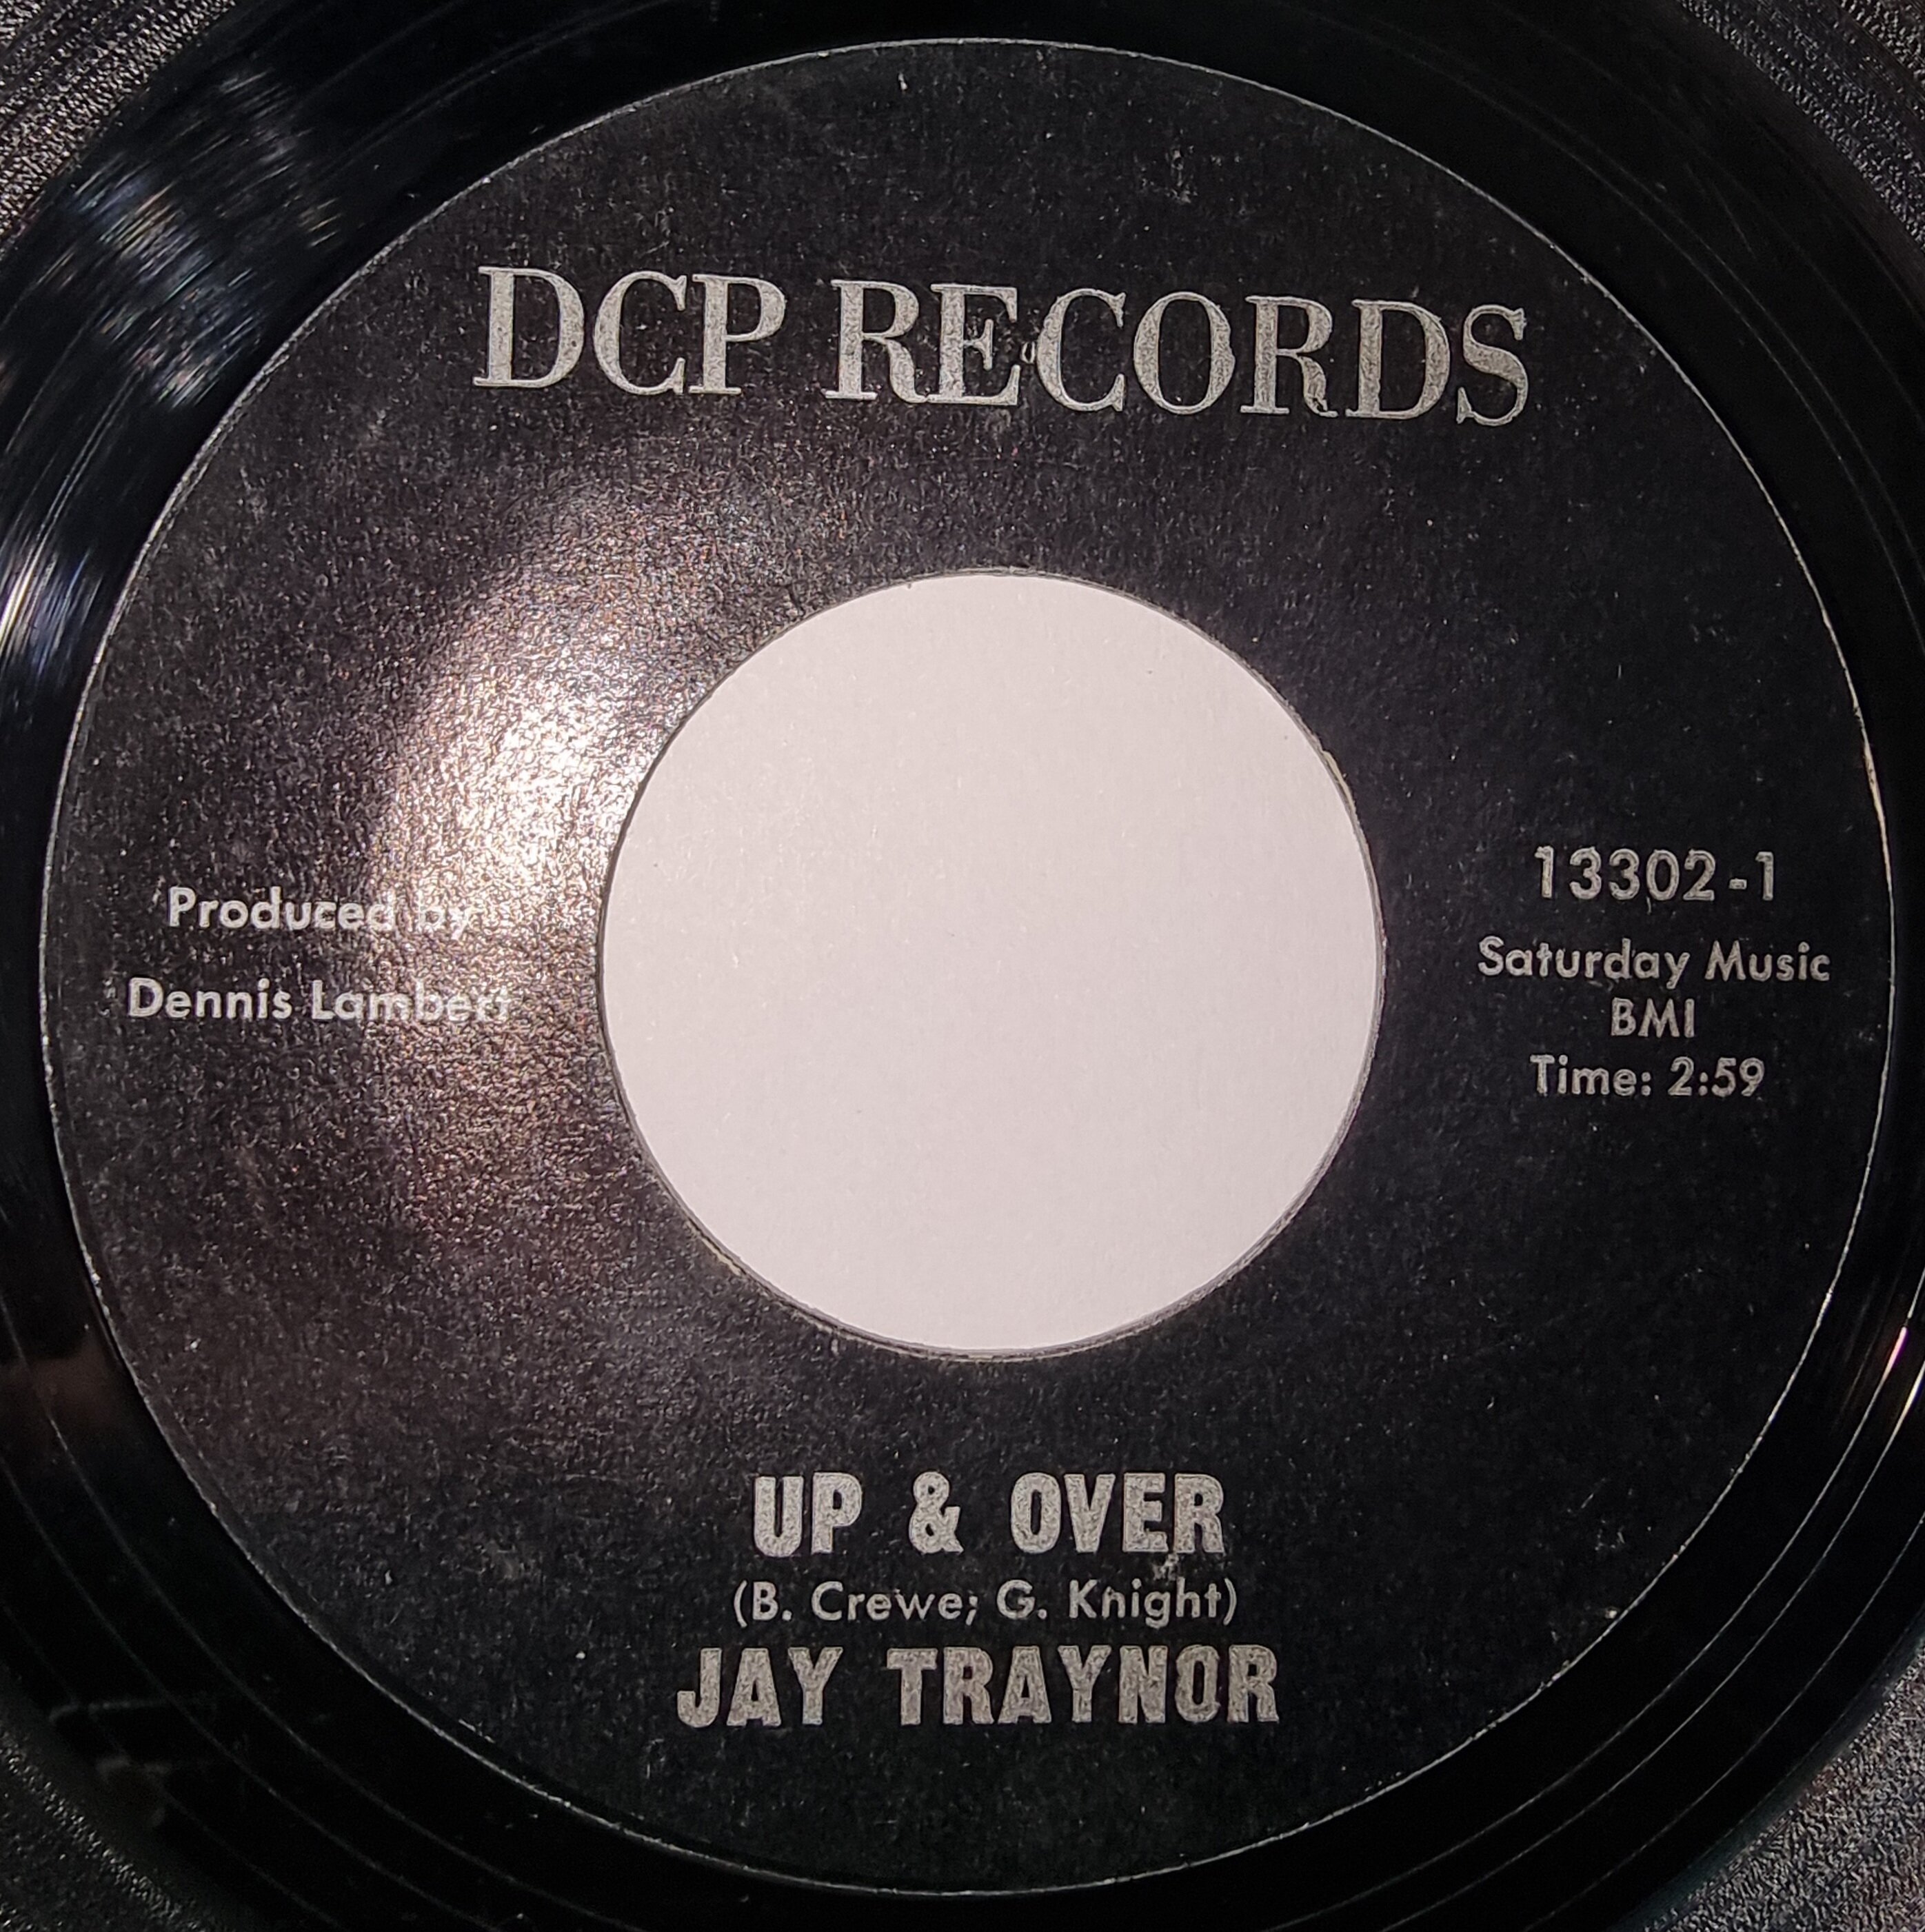 DCP RECORDS
Produced by
Dennis Lambert
13302-1
Saturday Music
BMI
Time: 2:59
UP & OVER
(B. Crewe; G. Knight)
JAY TRAYNOR